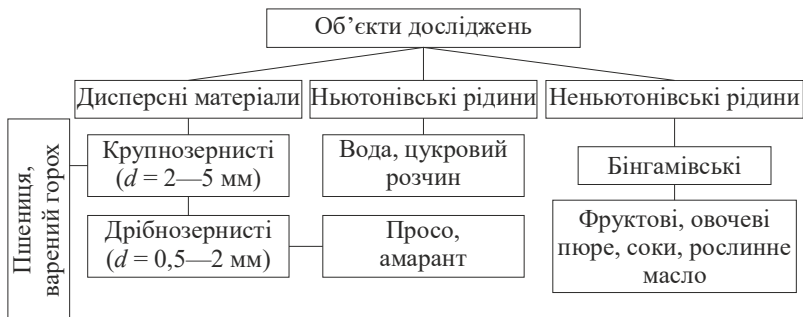 Об’єкти досліджень
Дисперсні матеріали
Ньютонівські рідини
Неньютонівські рідини
Пшениця,
варений горох
Крупнозернисті
(d = 2—5 мм)
Вода, цукровий
розчин
Бінгамівські
Дрібнозернисті
(d = 0,5—2 мм)
Просо,
амарант
Фруктові, овочеві
пюре, соки, рослинне
масло